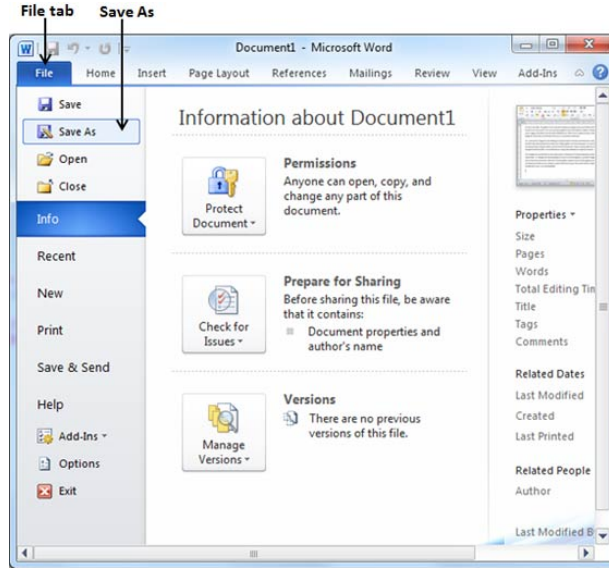 File tab Save As
W
Document1 - Microsoft Word
File Home Insert Page Layout References Mailings Review View Add-Ins
Save
Save As
Open
Close
Info
Recent
New
Print
Save & Send
Help
Add-Ins
Options
Exit
Information about Document1
Protect
Document
Permissions
Anyone can open, copy, and
change any part of this
document.
Check for
Issues
Prepare for Sharing
Before sharing this file, be aware
that it contains:
Document properties and
author's name
Manage
Versions
Versions
There are no previous
versions of this file.
Properties
Size
Pages
Words
Total Editing Tin
Title
Tags
Comments
Related Dates
Last Modified
Created
Last Printed
Related People
Author
Last Modified B